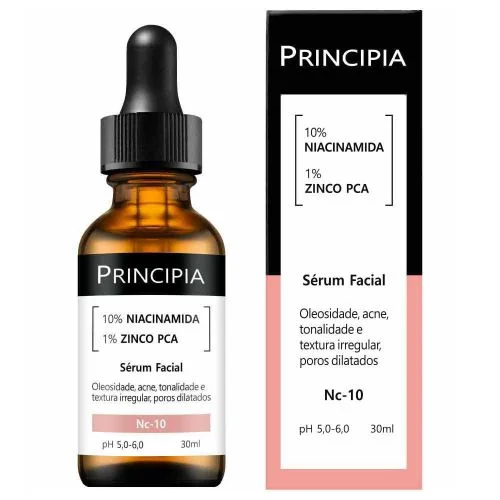 PRINCIPIA
10% NIACINAMIDA
1% ZINCO PCA
Sérum Facial
Oleosidade, acne, tonalidade e
textura irregular, poros dilatados
Nc-10
pH 5,0-6,0 30ml
PRINCIPIA
10%
NIACINAMIDA
1%
ZINCO PCA
Sérum Facial
Oleosidade, acne,
tonalidade e
textura irregular,
poros dilatados
Nc-10
pH 5,0-6,0 30ml